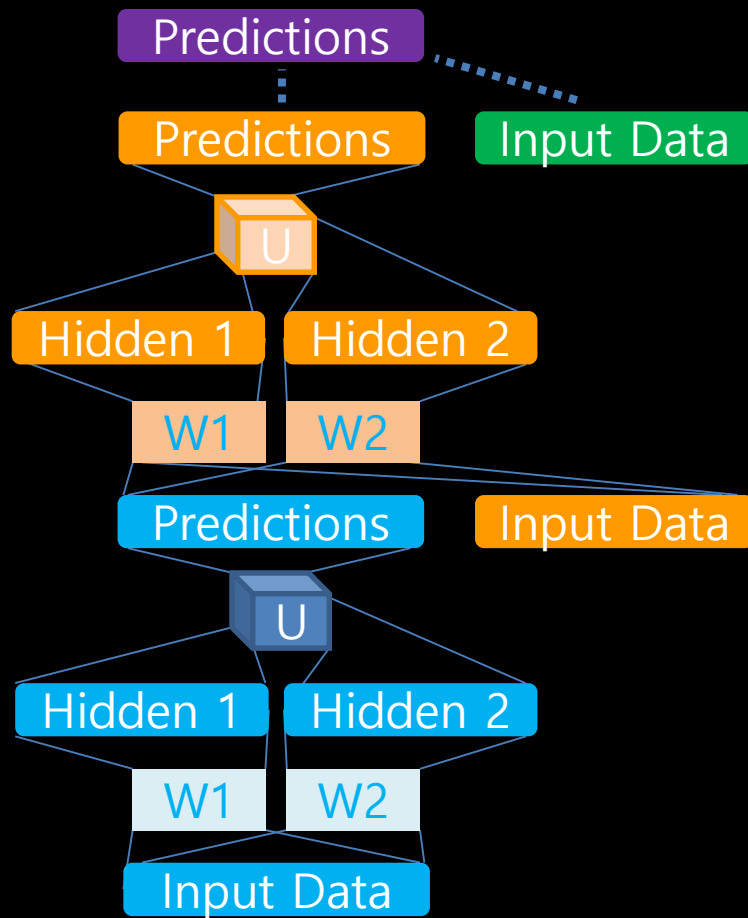 Predictions
Predictions
Input Data
U
Hidden 1
Hidden 2
W1
W2
Predictions
Input Data
U
Hidden 1
Hidden 2
W1
W2
Input Data